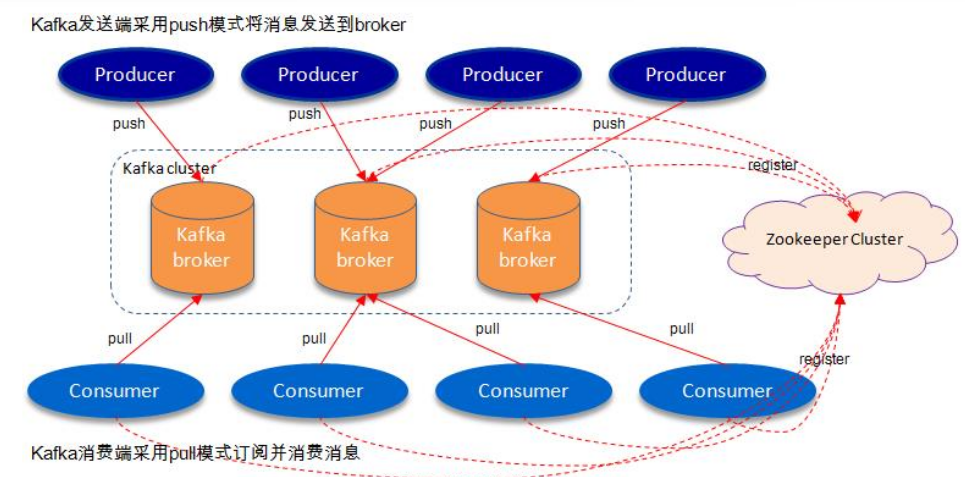 Kafka发送端采用push模式将消息发送到broker
Producer
Producer
Producer
Producer
push
push
push
push
Kafka cluster
register
Kafka
broker
Kafka
broker
Kafka
broker
Zookeeper Cluster
pull
pull
pull
pull
register
Consumer
Consumer
Consumer
Consumer
Kafka消费端采用pull模式订阅并消费消息